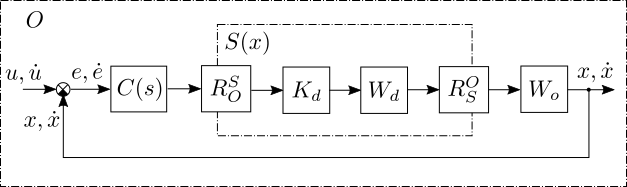 O
S(x)
u, u̇
e, ė
C(s)
R_O^S
K_d
W_d
R_S^O
W_o
x, ẋ
x, ẋ